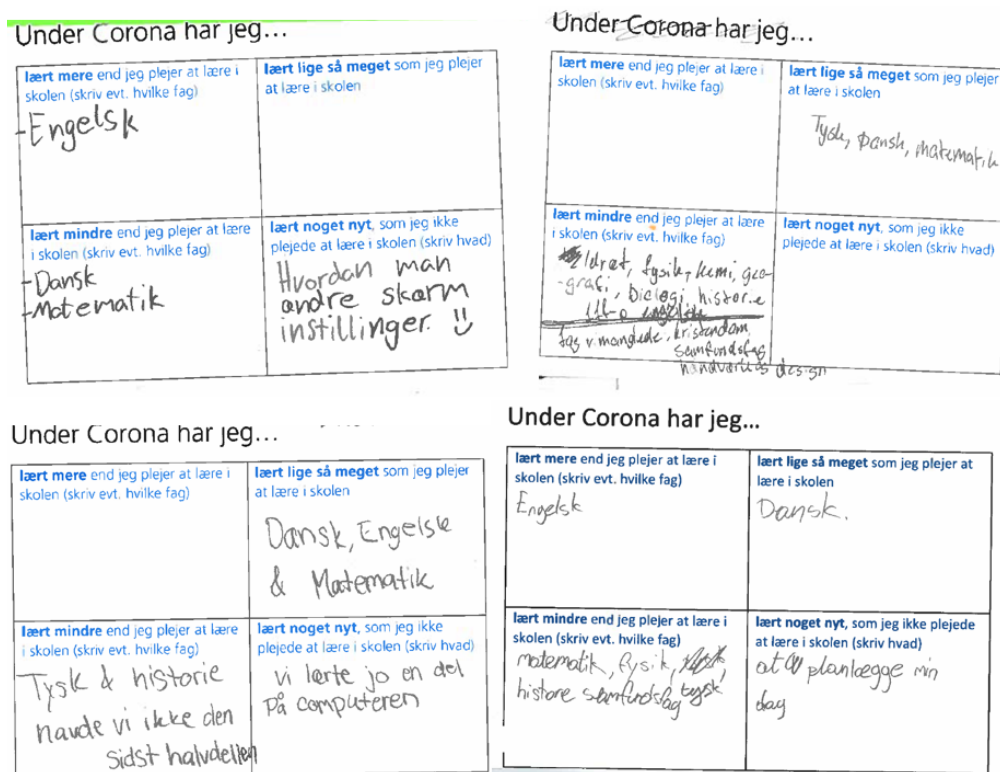 Under Corona har jeg...
lært mere end jeg plejer at lære i
skolen (skriv evt. hvilke fag)
-Engelsk
lært lige så meget som jeg plejer
at lære i skolen
lært mindre end jeg plejer at lære
i skolen (skriv evt. hvilke fag)
-Dansk
-Matematik
lært noget nyt, som jeg ikke
plejede at lære i skolen (skriv hvad)
Hvordan man
ændre skærm
instillinger.
Under Corona har jeg...
lært mere end jeg plejer at lære i
skolen (skriv evt. hvilke fag)
lært lige så meget som jeg plejer
at lære i skolen
Tysk, Dansk, matematik
lært mindre end jeg plejer at lære
i skolen (skriv evt. hvilke fag)
Idræt, fysik, kemi, geo-
-grafi, biologi, historie
fag vi manglede, kristendom,
samfundsfag
håndværk og design
lært noget nyt, som jeg ikke
plejede at lære i skolen (skriv hvad)
Under Corona har jeg...
lært mere end jeg plejer at lære i
skolen (skriv evt. hvilke fag)
lært lige så meget som jeg plejer
at lære i skolen
Dansk, Engelsk
& Matematik
lært mindre end jeg plejer at lære
i skolen (skriv evt. hvilke fag)
Tysk & historie
havde vi ikke den
sidst halvdellen
lært noget nyt, som jeg ikke
plejede at lære i skolen (skriv hvad)
vi lærte jo en del
på computeren
Under Corona har jeg...
lært mere end jeg plejer at lære i
skolen (skriv evt. hvilke fag)
Engelsk
lært lige så meget som jeg plejer at
lære i skolen
Dansk.
lært mindre end jeg plejer at lære i
skolen (skriv evt. hvilke fag)
matematik, fysik,
histore samfundsfag tysk
lært noget nyt, som jeg ikke plejede
at lære i skolen (skriv hvad)
at planlægge min
dag